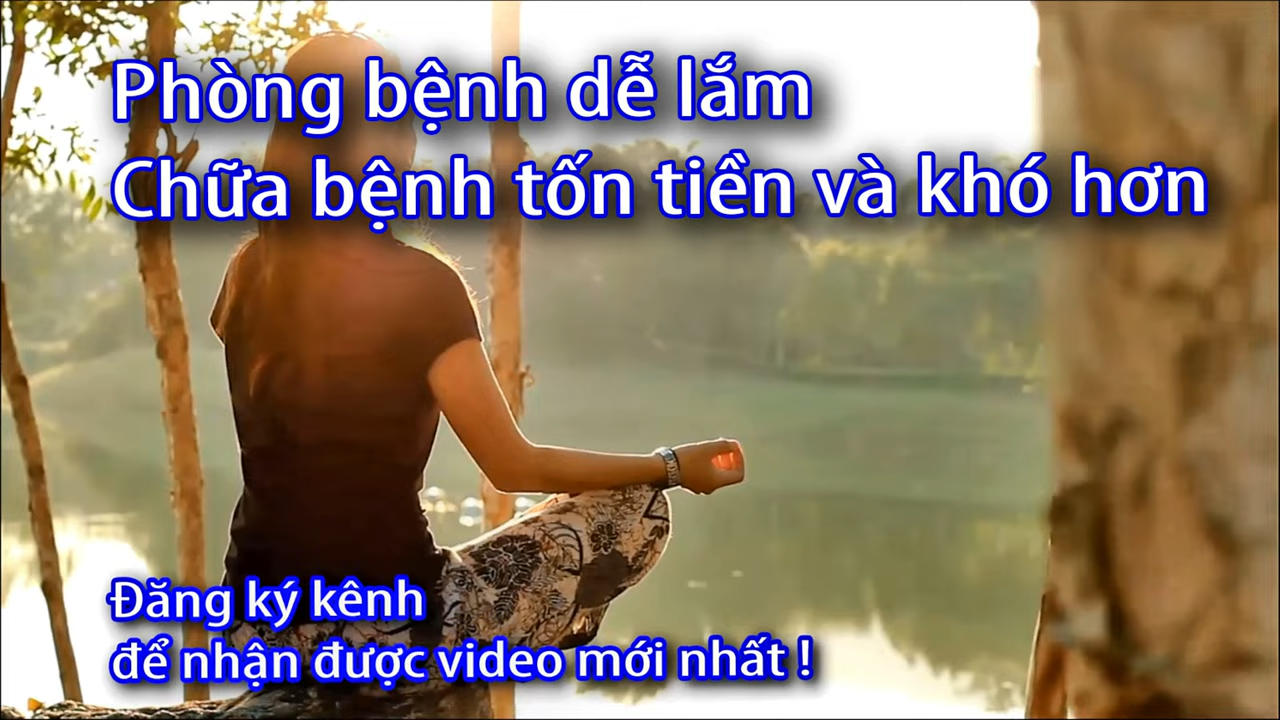 Phòng bệnh dễ lắm
Chữa bệnh tốn tiền và khó hơn
Đăng ký kênh
để nhận được video mới nhất !